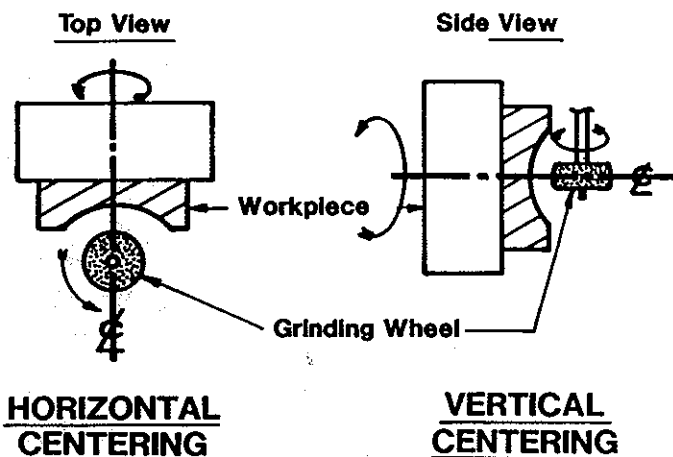 Top View
Side View
Workpiece
Grinding Wheel
℄
℄
HORIZONTAL
CENTERING
VERTICAL
CENTERING